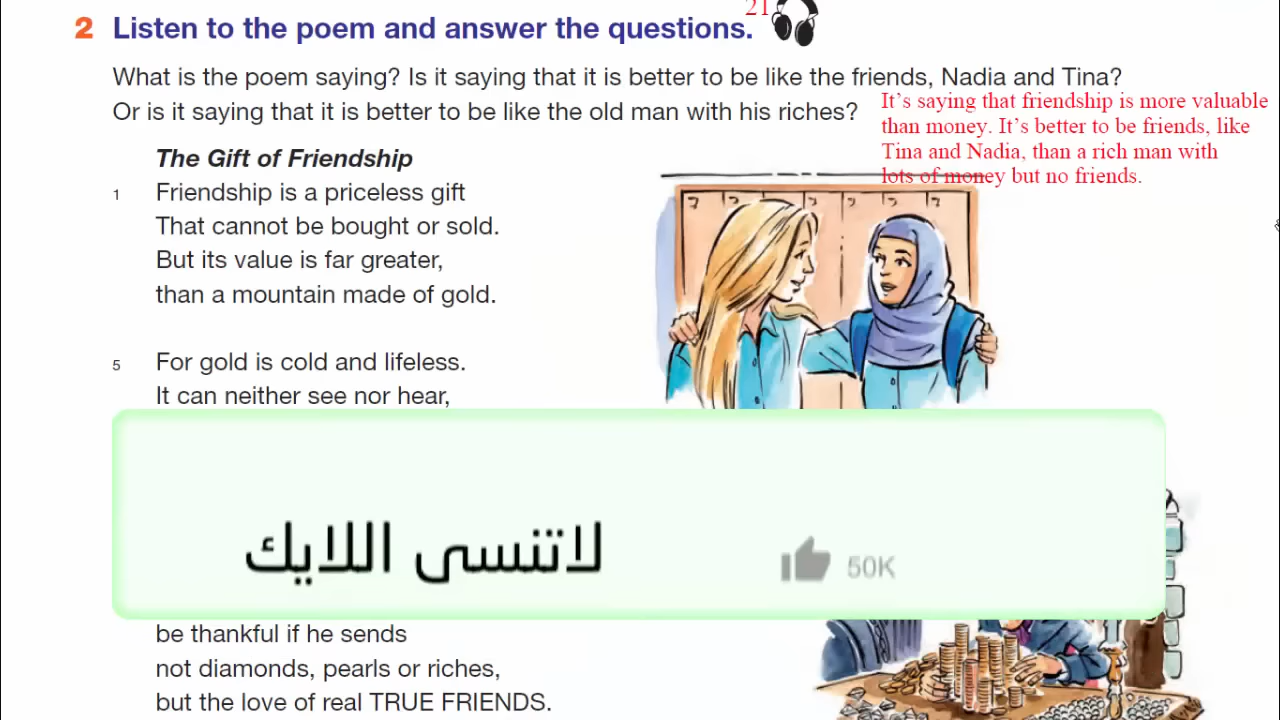 21
2 Listen to the poem and answer the questions.
What is the poem saying? Is it saying that it is better to be like the friends, Nadia and Tina?
Or is it saying that it is better to be like the old man with his riches?
It's saying that friendship is more valuable
than money. It's better to be friends, like
Tina and Nadia, than a rich man with
lots of money but no friends.
The Gift of Friendship
1 Friendship is a priceless gift
That cannot be bought or sold.
But its value is far greater,
than a mountain made of gold.
5 For gold is cold and lifeless.
It can neither see nor hear,
لاتنسى اللايك
50K
be thankful if he sends
not diamonds, pearls or riches,
but the love of real TRUE FRIENDS.